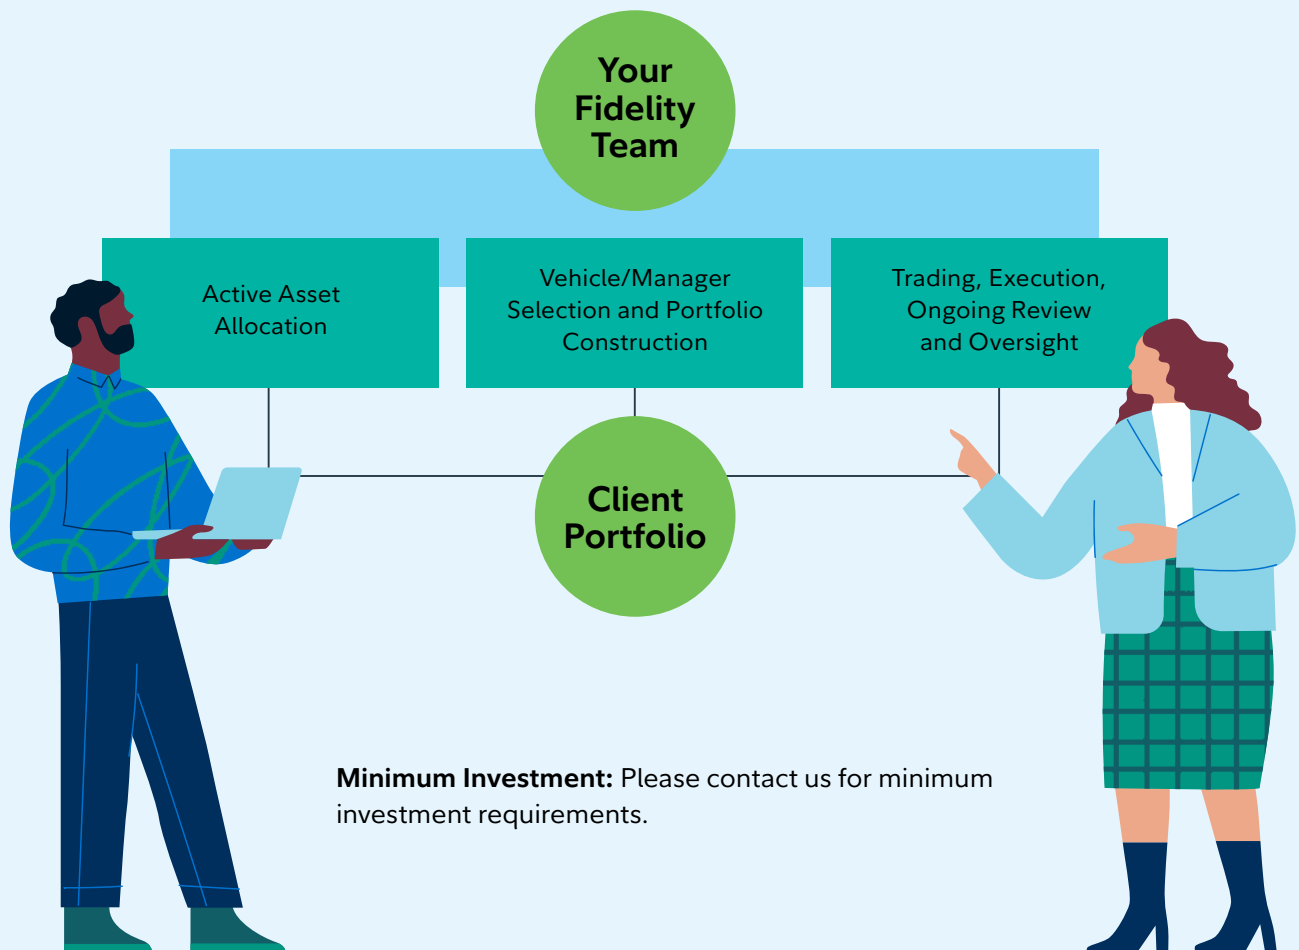 Your
Fidelity
Team
Active Asset
Allocation
Vehicle/Manager
Selection and Portfolio
Construction
Trading, Execution,
Ongoing Review
and Oversight
Client
Portfolio
Minimum Investment: Please contact us for minimum
investment requirements.